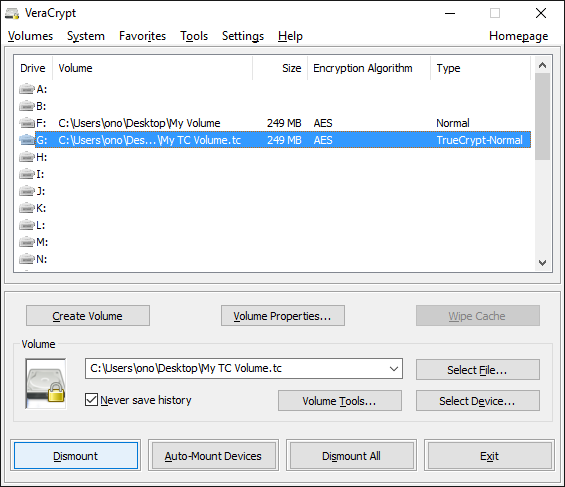 VeraCrypt
Volumes System Favorites Tools Settings Help Homepage
Drive Volume Size Encryption Algorithm Type
A:
B:
F: C:\Users\ono\Desktop\My Volume 249 MB AES Normal
G: C:\Users\ono\Des...\My TC Volume.tc 249 MB AES TrueCrypt-Normal
H:
I:
J:
K:
L:
M:
N:
Create Volume Volume Properties... Wipe Cache
Volume
C:\Users\ono\Desktop\My TC Volume.tc Select File...
Never save history Volume Tools... Select Device...
Dismount Auto-Mount Devices Dismount All Exit